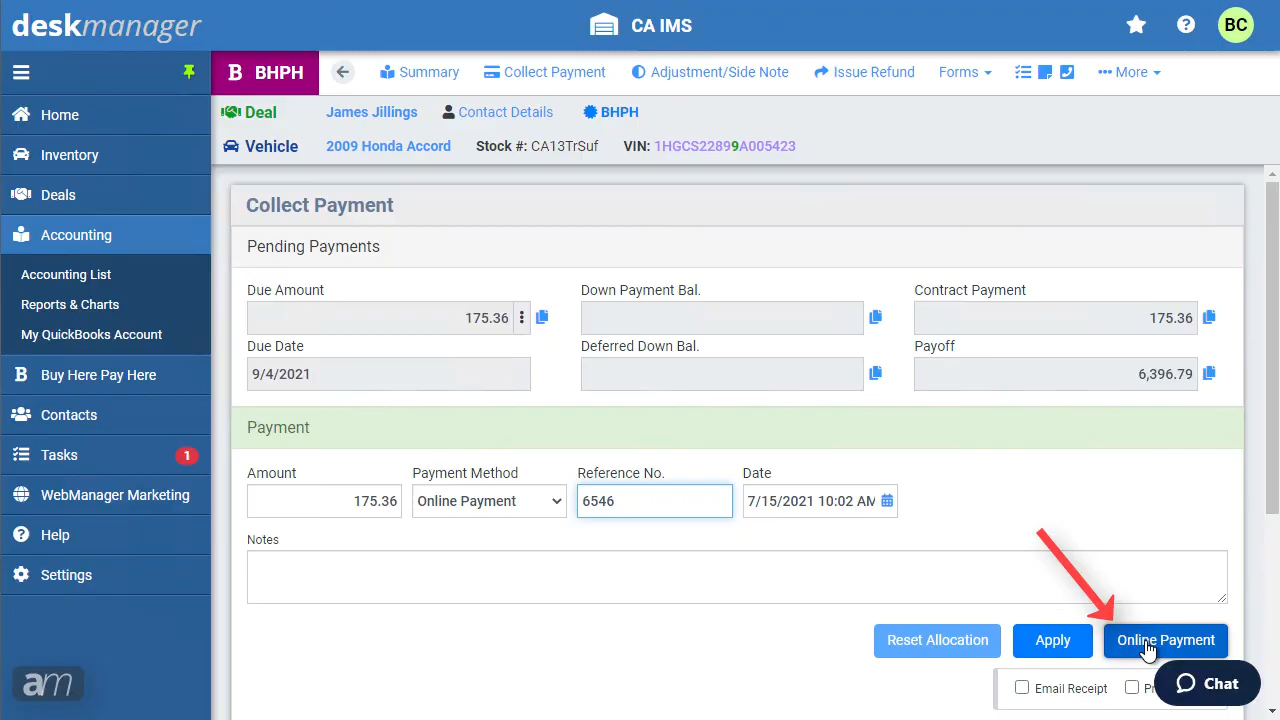 deskmanager
CA IMS
BC
BHPH
Summary
Collect Payment
Adjustment/Side Note
Issue Refund
Forms
More
Deal
James Jillings
Contact Details
BHPH
Vehicle
2009 Honda Accord
Stock #: CA13TrSuf
VIN: 1HGCS22899A005423
Home
Inventory
Deals
Accounting
Accounting List
Reports & Charts
My QuickBooks Account
Buy Here Pay Here
Contacts
Tasks
1
WebManager Marketing
Help
Settings
am
Collect Payment
Pending Payments
Due Amount
175.36
Down Payment Bal.
Contract Payment
175.36
Due Date
9/4/2021
Deferred Down Bal.
Payoff
6,396.79
Payment
Amount
175.36
Payment Method
Online Payment
Reference No.
6546
Date
7/15/2021 10:02 AM
Notes
Reset Allocation
Apply
Online Payment
Email Receipt
Chat